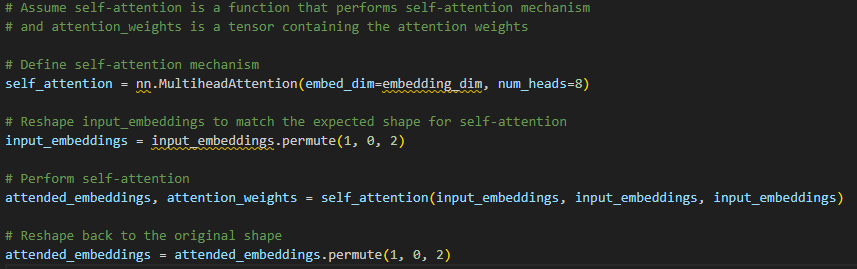 # Assume self-attention is a function that performs self-attention mechanism
# and attention_weights is a tensor containing the attention weights
# Define self-attention mechanism
self_attention = nn.MultiheadAttention(embed_dim=embedding_dim, num_heads=8)
# Reshape input_embeddings to match the expected shape for self-attention
input_embeddings = input_embeddings.permute(1, 0, 2)
# Perform self-attention
attended_embeddings, attention_weights = self_attention(input_embeddings, input_embeddings, input_embeddings)
# Reshape back to the original shape
attended_embeddings = attended_embeddings.permute(1, 0, 2)